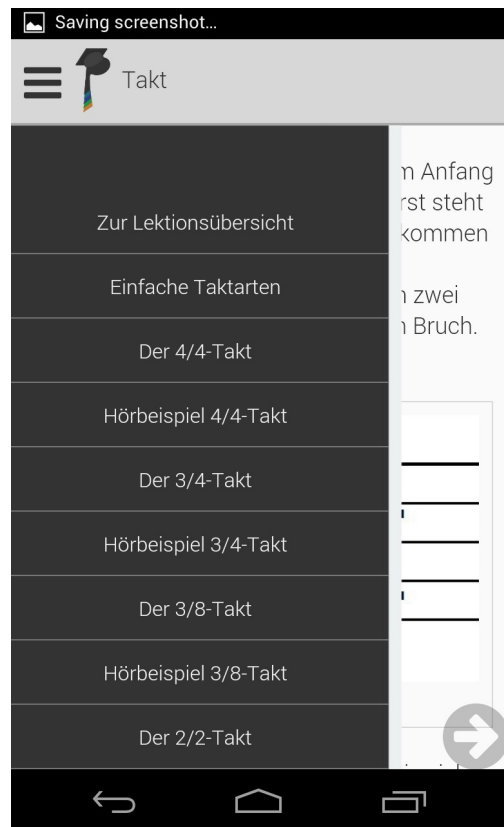 Saving screenshot...
Takt
Zur Lektionsübersicht
Einfache Taktarten
Der 4/4-Takt
Hörbeispiel 4/4-Takt
Der 3/4-Takt
Hörbeispiel 3/4-Takt
Der 3/8-Takt
Hörbeispiel 3/8-Takt
Der 2/2-Takt
Anfang
steht
kommen
zwei
Bruch.